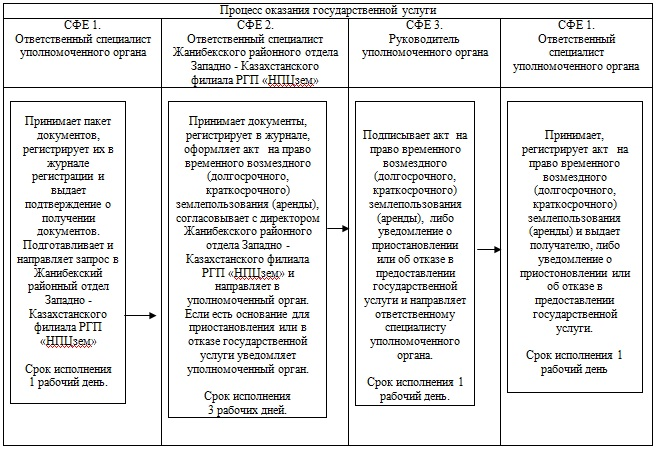 Процесс оказания государственной услуги
СФЕ 1.
Ответственный специалист
уполномоченного органа
СФЕ 2.
Ответственный специалист
Жанибекского районного отдела
Западно - Казахстанского
филиала РГП «НПЦзем»
СФЕ 3.
Руководитель
уполномоченного органа
СФЕ 1.
Ответственный
специалист
уполномоченного органа
Принимает пакет
документов,
регистрирует их в
журнале
регистрации и
выдает
подтверждение о
получении
документов.
Подготавливает и
направляет запрос в
Жанибекский
районный отдел
Западно -
Казахстанского
филиала РГП
«НПЦзем»
Срок исполнения
1 рабочий день.
Принимает документы,
регистрирует в журнале,
оформляет акт на право
временного возмездного
(долгосрочного,
краткосрочного)
землепользования (аренды),
согласовывает с директором
Жанибекского районного
отдела Западно -
Казахстанского филиала
РГП «НПЦзем» и
направляет в
уполномоченный орган.
Если есть основание для
приостановления или в
отказе государственной
услуги уведомляет
уполномоченный орган.
Срок исполнения
3 рабочих дней.
Подписывает акт на
право временного
возмездного
(долгосрочного,
краткосрочного)
землепользования
(аренды), либо
уведомление о
приостановлении
или об отказе в
предоставлении
государственной
услуги и направляет
ответственному
специалисту
уполномоченного
органа.
Срок исполнения 1
рабочий день.
Принимает,
регистрирует акт на
право временного
возмездного
(долгосрочного,
краткосрочного)
землепользования
(аренды) и выдает
получателю, либо
уведомление о
приостоновлении или
об отказе в
предоставлении
государственной
услуги.
Срок исполнения 1
рабочий день